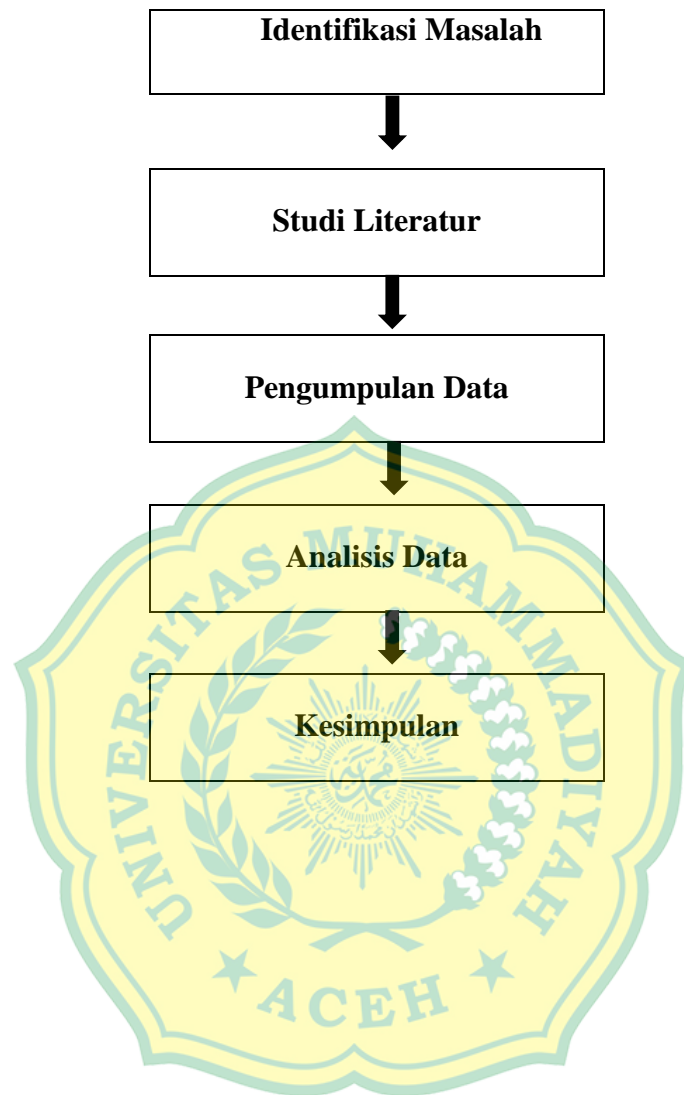 Identifikasi Masalah
Studi Literatur
Pengumpulan Data
Analisis Data
Kesimpulan
UNIVERSITAS MUHAMMADIYAH
ACEH